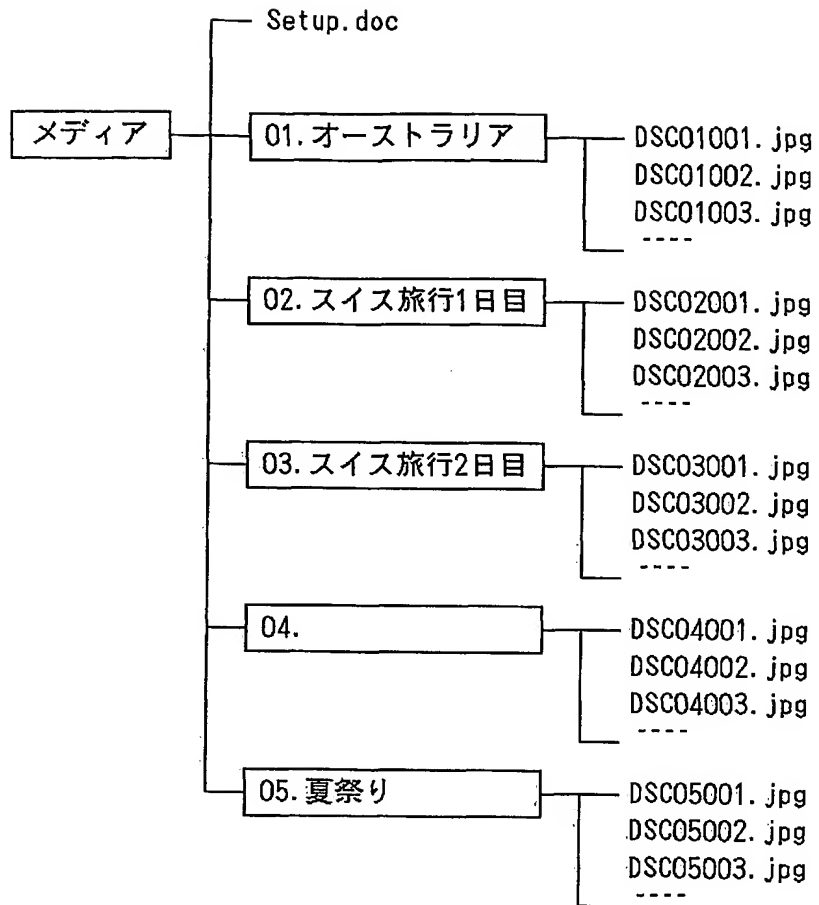 Setup.doc
メディア
01.オーストラリア
DSC01001.jpg
DSC01002.jpg
DSC01003.jpg
----
02.スイス旅行1日目
DSC02001.jpg
DSC02002.jpg
DSC02003.jpg
----
03.スイス旅行2日目
DSC03001.jpg
DSC03002.jpg
DSC03003.jpg
----
04.
DSC04001.jpg
DSC04002.jpg
DSC04003.jpg
----
05.夏祭り
DSC05001.jpg
DSC05002.jpg
DSC05003.jpg
----